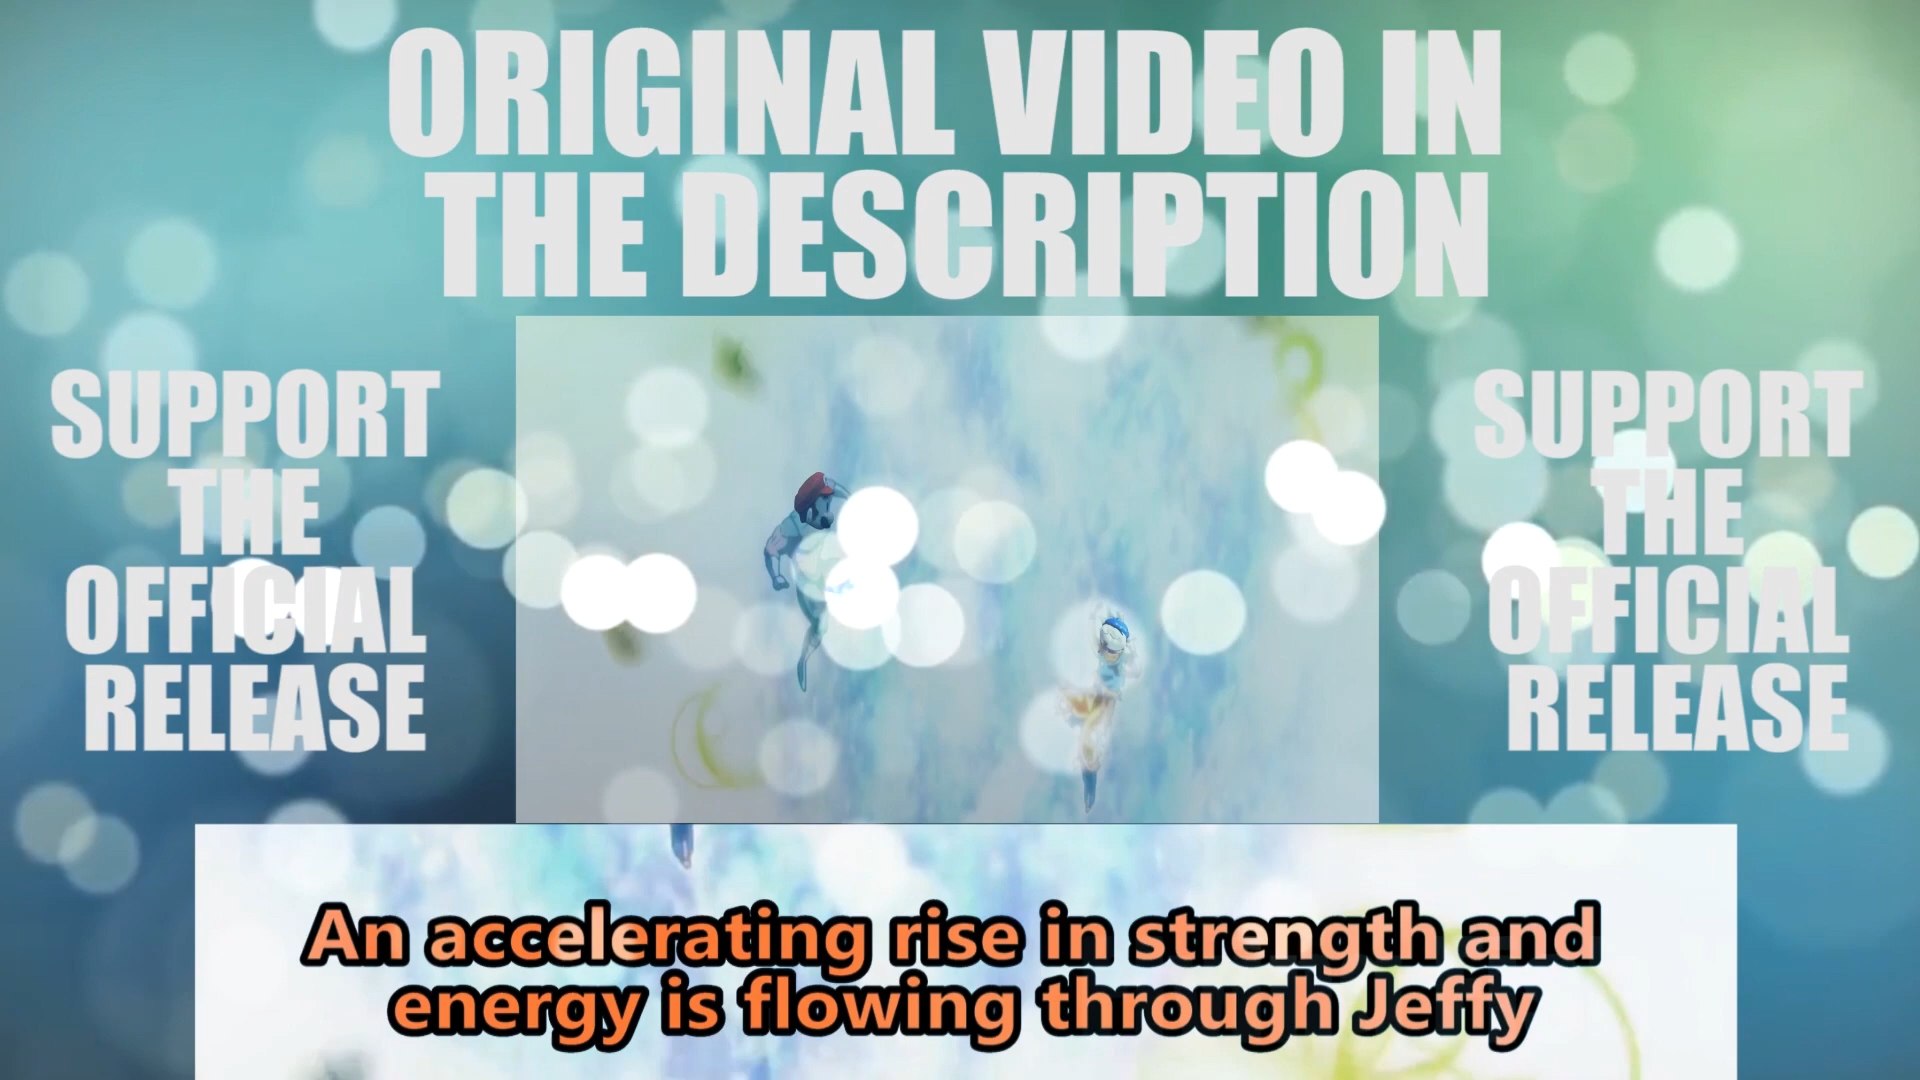 ORIGINAL VIDEO IN
THE DESCRIPTION
SUPPORT
THE
OFFICIAL
RELEASE
SUPPORT
THE
OFFICIAL
RELEASE
An accelerating rise in strength and
energy is flowing through Jeffy